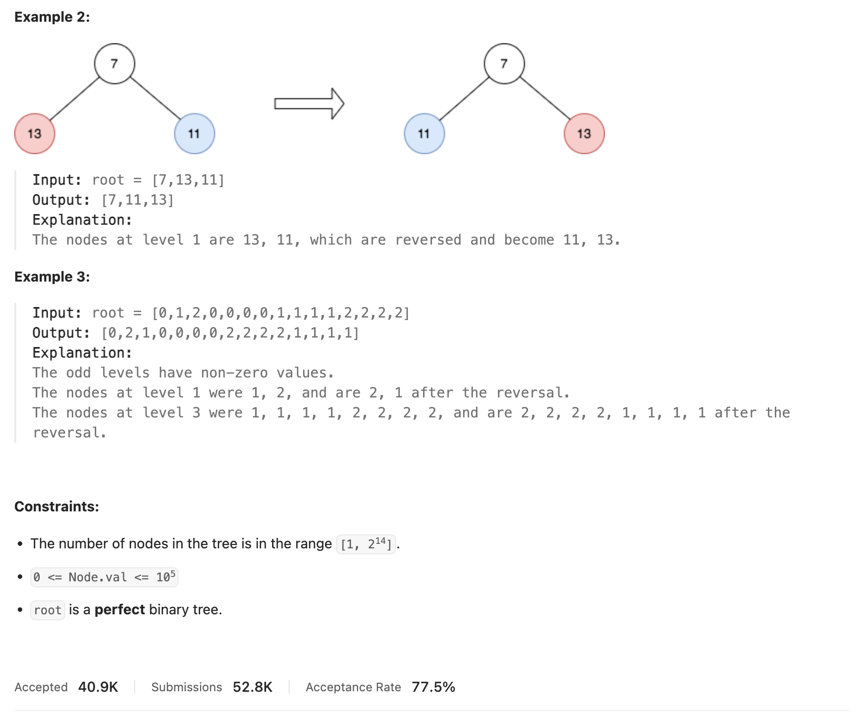 Example 2:
7 7
13 11 11 13
Input: root = [7,13,11]
Output: [7,11,13]
Explanation:
The nodes at level 1 are 13, 11, which are reversed and become 11, 13.
Example 3:
Input: root = [0,1,2,0,0,0,0,1,1,1,1,2,2,2,2]
Output: [0,2,1,0,0,0,0,2,2,2,2,1,1,1,1]
Explanation:
The odd levels have non-zero values.
The nodes at level 1 were 1, 2, and are 2, 1 after the reversal.
The nodes at level 3 were 1, 1, 1, 1, 2, 2, 2, 2, and are 2, 2, 2, 2, 1, 1, 1, 1 after the
reversal.
Constraints:
• The number of nodes in the tree is in the range [1, 2¹⁴].
• 0 <= Node.val <= 10⁵
• root is a perfect binary tree.
Accepted 40.9K Submissions 52.8K Acceptance Rate 77.5%